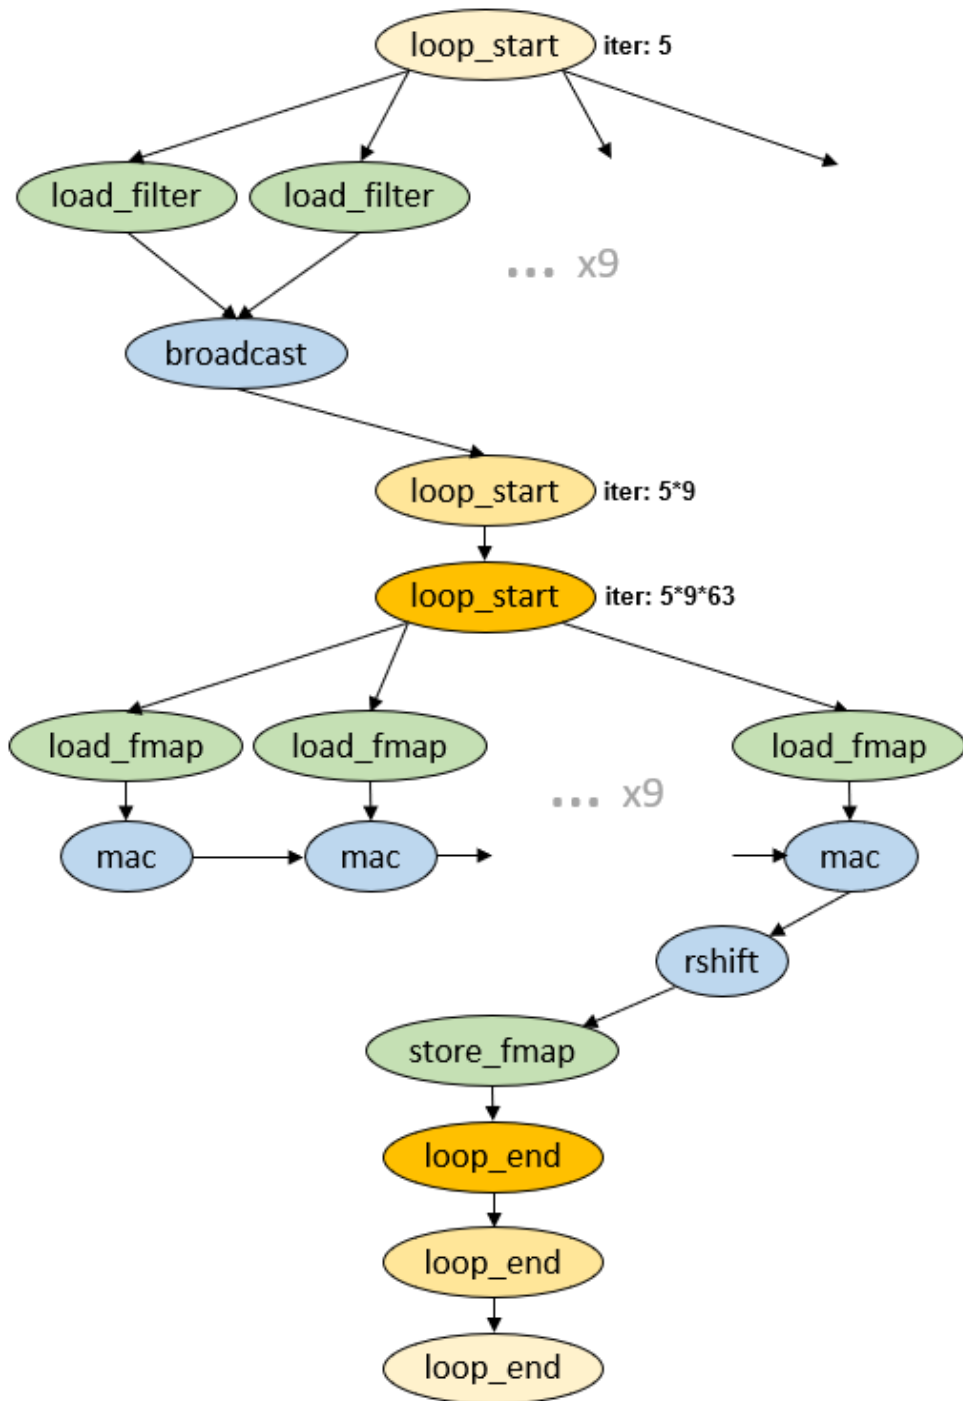 loop_start iter: 5
load_filter load_filter
... x9
broadcast
loop_start iter: 5*9
loop_start iter: 5*9*63
load_fmap load_fmap load_fmap
... x9
mac mac mac
rshift
store_fmap
loop_end
loop_end
loop_end